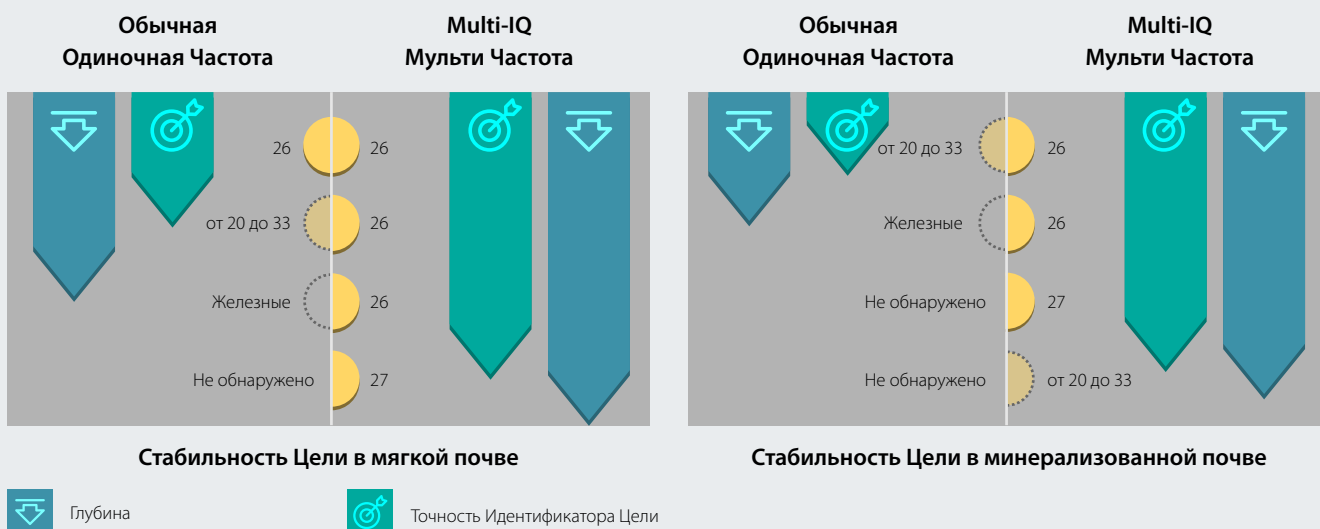 Обычная
Одиночная Частота
Multi-IQ
Мульти Частота
26
26
от 20 до 33
26
Железные
26
Не обнаружено
27
Стабильность Цели в мягкой почве
Обычная
Одиночная Частота
Multi-IQ
Мульти Частота
от 20 до 33
26
Железные
26
Не обнаружено
27
Не обнаружено
от 20 до 33
Стабильность Цели в минерализованной почве
Глубина
Точность Идентификатора Цели